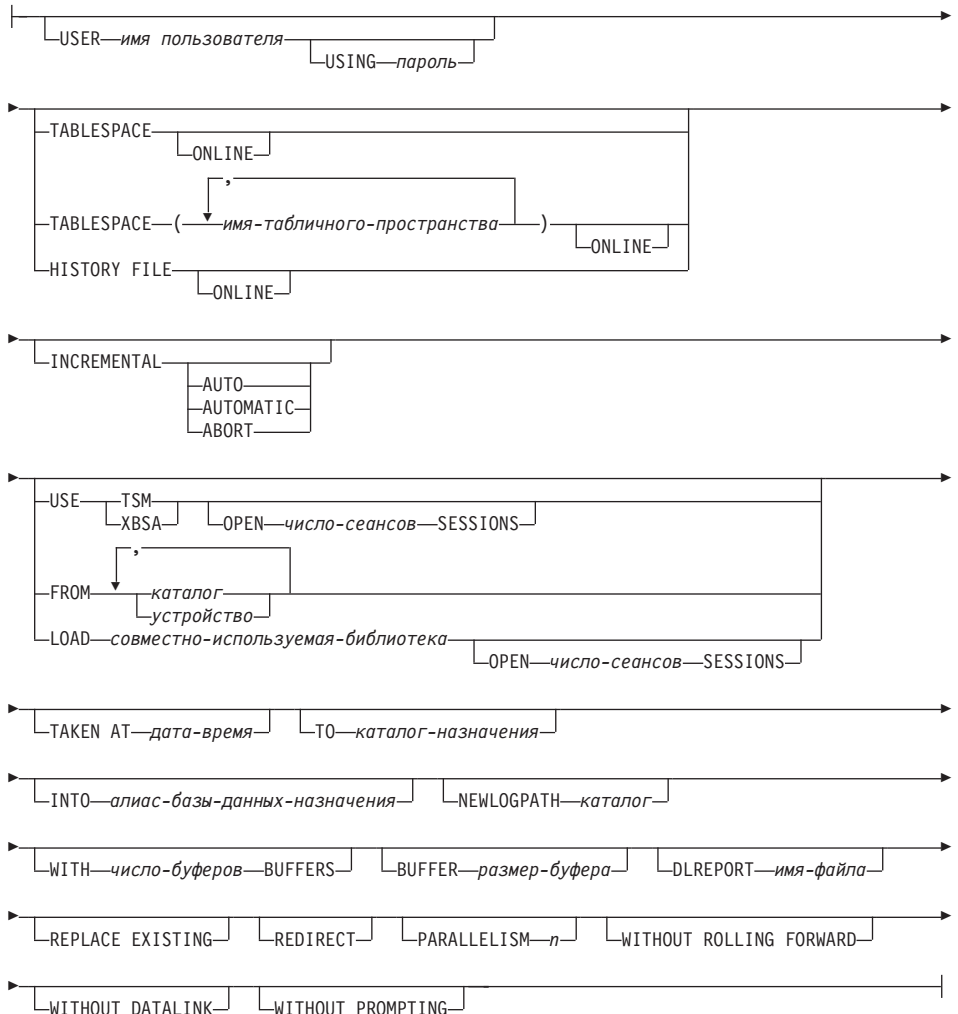 USER имя пользователя
USING пароль
TABLESPACE
ONLINE
,
TABLESPACE ( имя-табличного-пространства )
ONLINE
HISTORY FILE
ONLINE
INCREMENTAL
AUTO
AUTOMATIC
ABORT
USE TSM
XBSA OPEN число-сеансов SESSIONS
,
FROM каталог
устройство
LOAD совместно-используемая-библиотека
OPEN число-сеансов SESSIONS
TAKEN AT дата-время TO каталог-назначения
INTO алиас-базы-данных-назначения NEWLOGPATH каталог
WITH число-буферов BUFFERS BUFFER размер-буфера DLREPORT имя-файла
REPLACE EXISTING REDIRECT PARALLELISM n WITHOUT ROLLING FORWARD
WITHOUT DATALINK WITHOUT PROMPTING